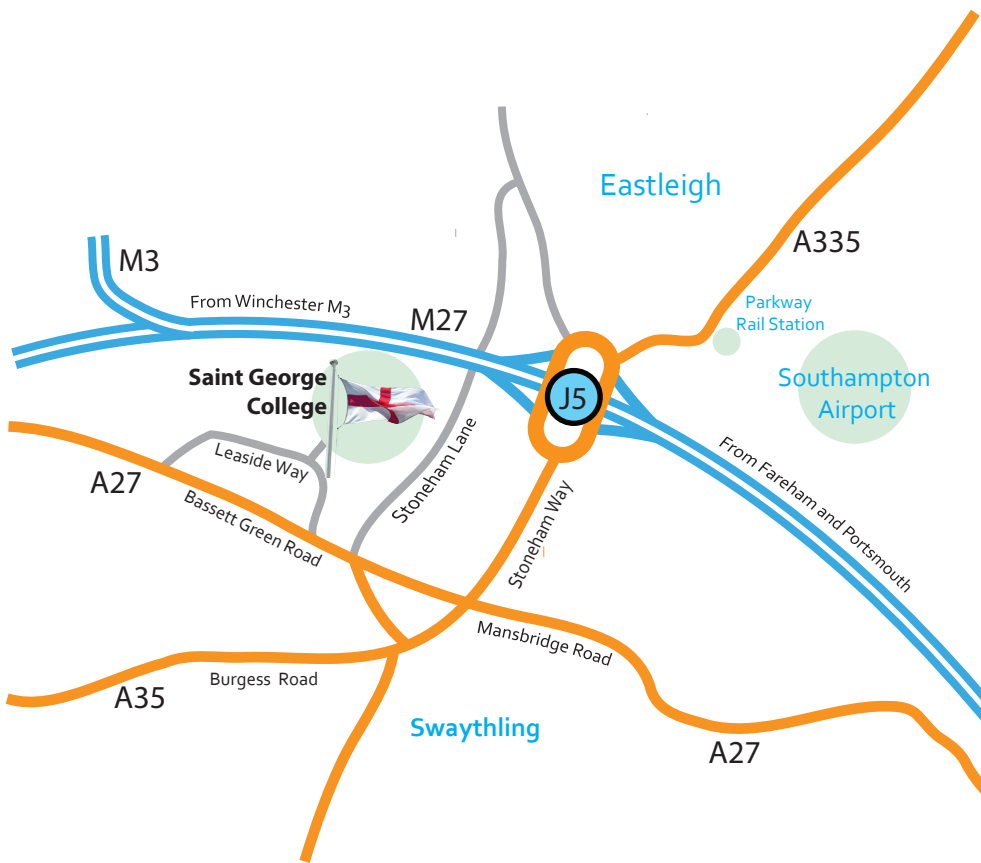 Eastleigh
A335
M3
From Winchester M3
M27
Parkway
Rail Station
Saint George
College
J5
Southampton
Airport
Leaside Way
Stoneham Lane
A27
Bassett Green Road
Stoneham Way
From Fareham and Portsmouth
Mansbridge Road
Burgess Road
A35
Swaythling
A27